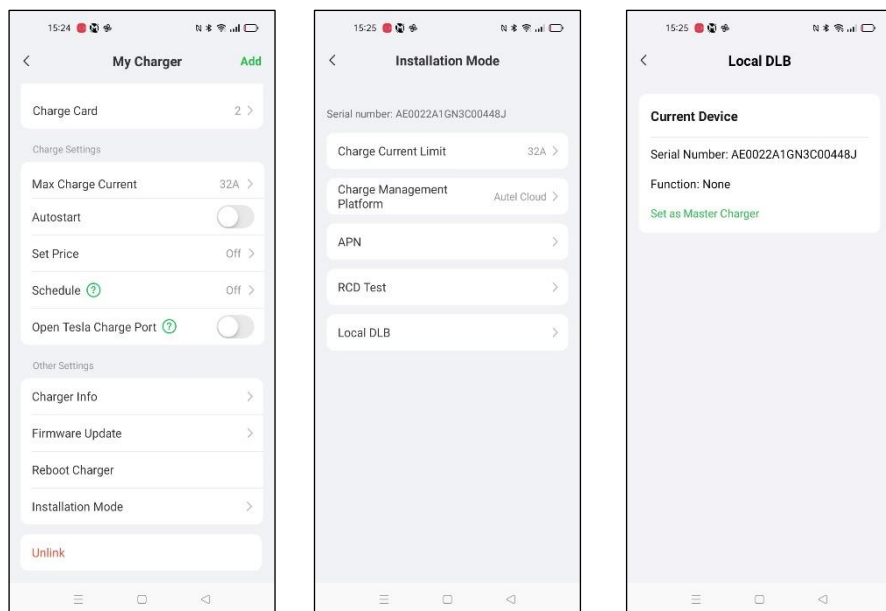 15:24
My Charger
Add
Charge Card
2
Charge Settings
Max Charge Current
32A
Autostart
Set Price
Off
Schedule ?
Off
Open Tesla Charge Port ?
Other Settings
Charger Info
Firmware Update
Reboot Charger
Installation Mode
Unlink
15:25
Installation Mode
Serial number: AE0022A1GN3C00448J
Charge Current Limit
32A
Charge Management
Platform
Autel Cloud
APN
RCD Test
Local DLB
15:25
Local DLB
Current Device
Serial Number: AE0022A1GN3C00448J
Function: None
Set as Master Charger